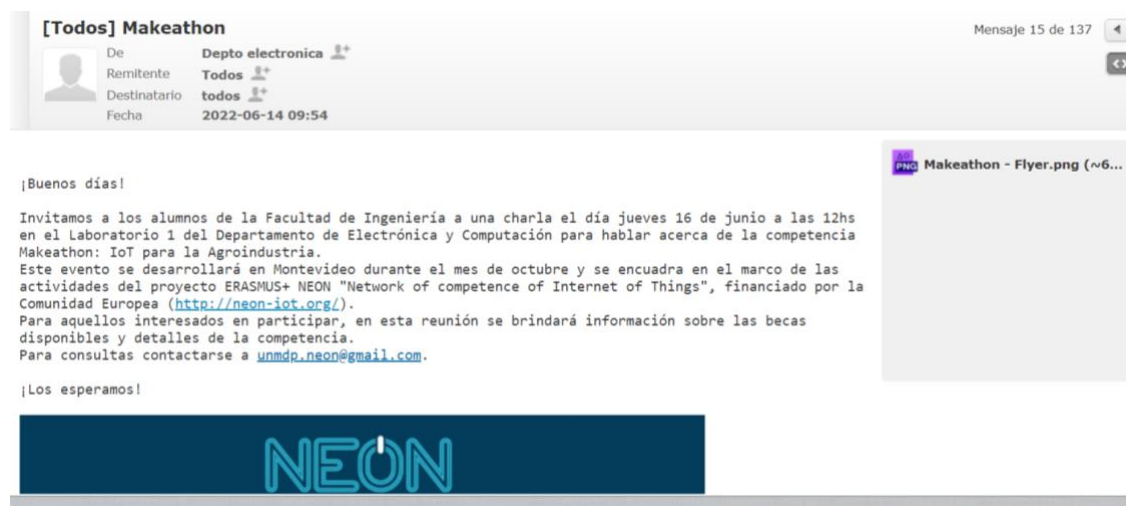 [Todos] Makeathon
Mensaje 15 de 137
De Depto electronica
Remitente Todos
Destinatario todos
Fecha 2022-06-14 09:54
PNG Makeathon - Flyer.png (~6...
¡Buenos días!
Invitamos a los alumnos de la Facultad de Ingeniería a una charla el día jueves 16 de junio a las 12hs
en el Laboratorio 1 del Departamento de Electrónica y Computación para hablar acerca de la competencia
Makeathon: IoT para la Agroindustria.
Este evento se desarrollará en Montevideo durante el mes de octubre y se encuadra en el marco de las
actividades del proyecto ERASMUS+ NEON "Network of competence of Internet of Things", financiado por la
Comunidad Europea (http://neon-iot.org/).
Para aquellos interesados en participar, en esta reunión se brindará información sobre las becas
disponibles y detalles de la competencia.
Para consultas contactarse a unmdp.neon@gmail.com.
¡Los esperamos!
NEON